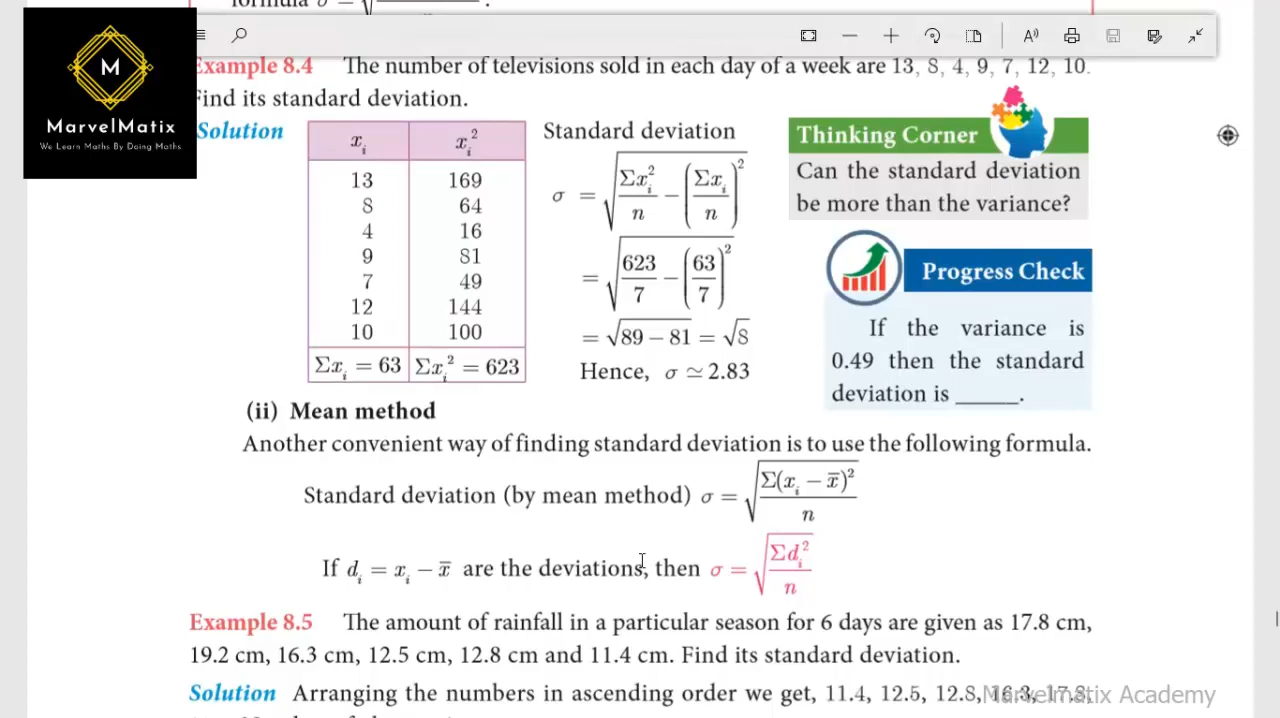 formula σ = √
M
MarvelMatix
We Learn Maths By Doing Maths
Example 8.4 The number of televisions sold in each day of a week are 13, 8, 4, 9, 7, 12, 10.
Find its standard deviation.
Solution
xᵢ xᵢ²
13 169
8 64
4 16
9 81
7 49
12 144
10 100
Σxᵢ = 63 Σxᵢ² = 623
Standard deviation
σ = √(Σxᵢ²/n − (Σxᵢ/n)²)
= √(623/7 − (63/7)²)
= √(89 − 81) = √8
Hence, σ ≃ 2.83
Thinking Corner
Can the standard deviation
be more than the variance?
Progress Check
If the variance is
0.49 then the standard
deviation is _____.
(ii) Mean method
Another convenient way of finding standard deviation is to use the following formula.
Standard deviation (by mean method) σ = √(Σ(xᵢ − x̄)²/n)
If dᵢ = xᵢ − x̄ are the deviations, then σ = √(Σdᵢ²/n)
Example 8.5 The amount of rainfall in a particular season for 6 days are given as 17.8 cm,
19.2 cm, 16.3 cm, 12.5 cm, 12.8 cm and 11.4 cm. Find its standard deviation.
Solution Arranging the numbers in ascending order we get, 11.4, 12.5, 12.8, 16.3, 17.8,
Marvelmatix Academy